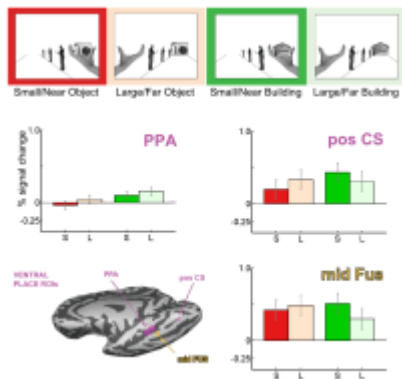 Small/Near Object
Large/Far Object
Small/Near Building
Large/Far Building
PPA
1.0
% signal change
0
-0.25
S
L
S
L
pos CS
1.0
0
-0.25
S
L
S
L
VENTRAL
PLACE ROIs
PPA
pos CS
mid FUS
mid Fus
1.0
0
-0.25
S
L
S
L